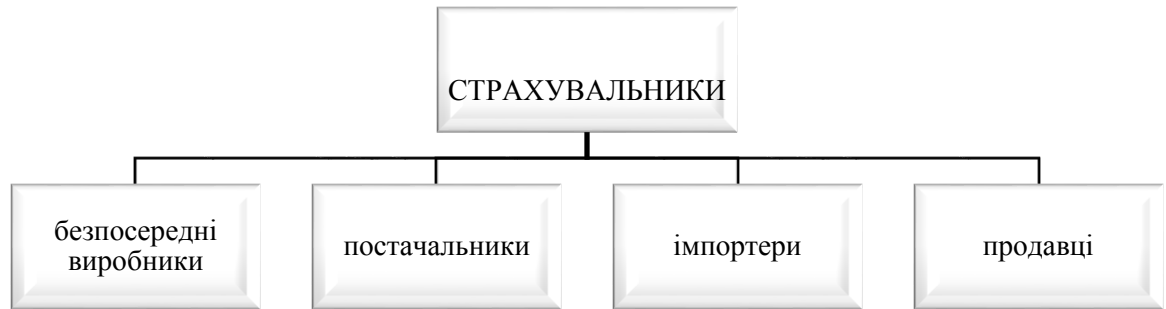 СТРАХУВАЛЬНИКИ
безпосередні
виробники
постачальники
імпортери
продавці